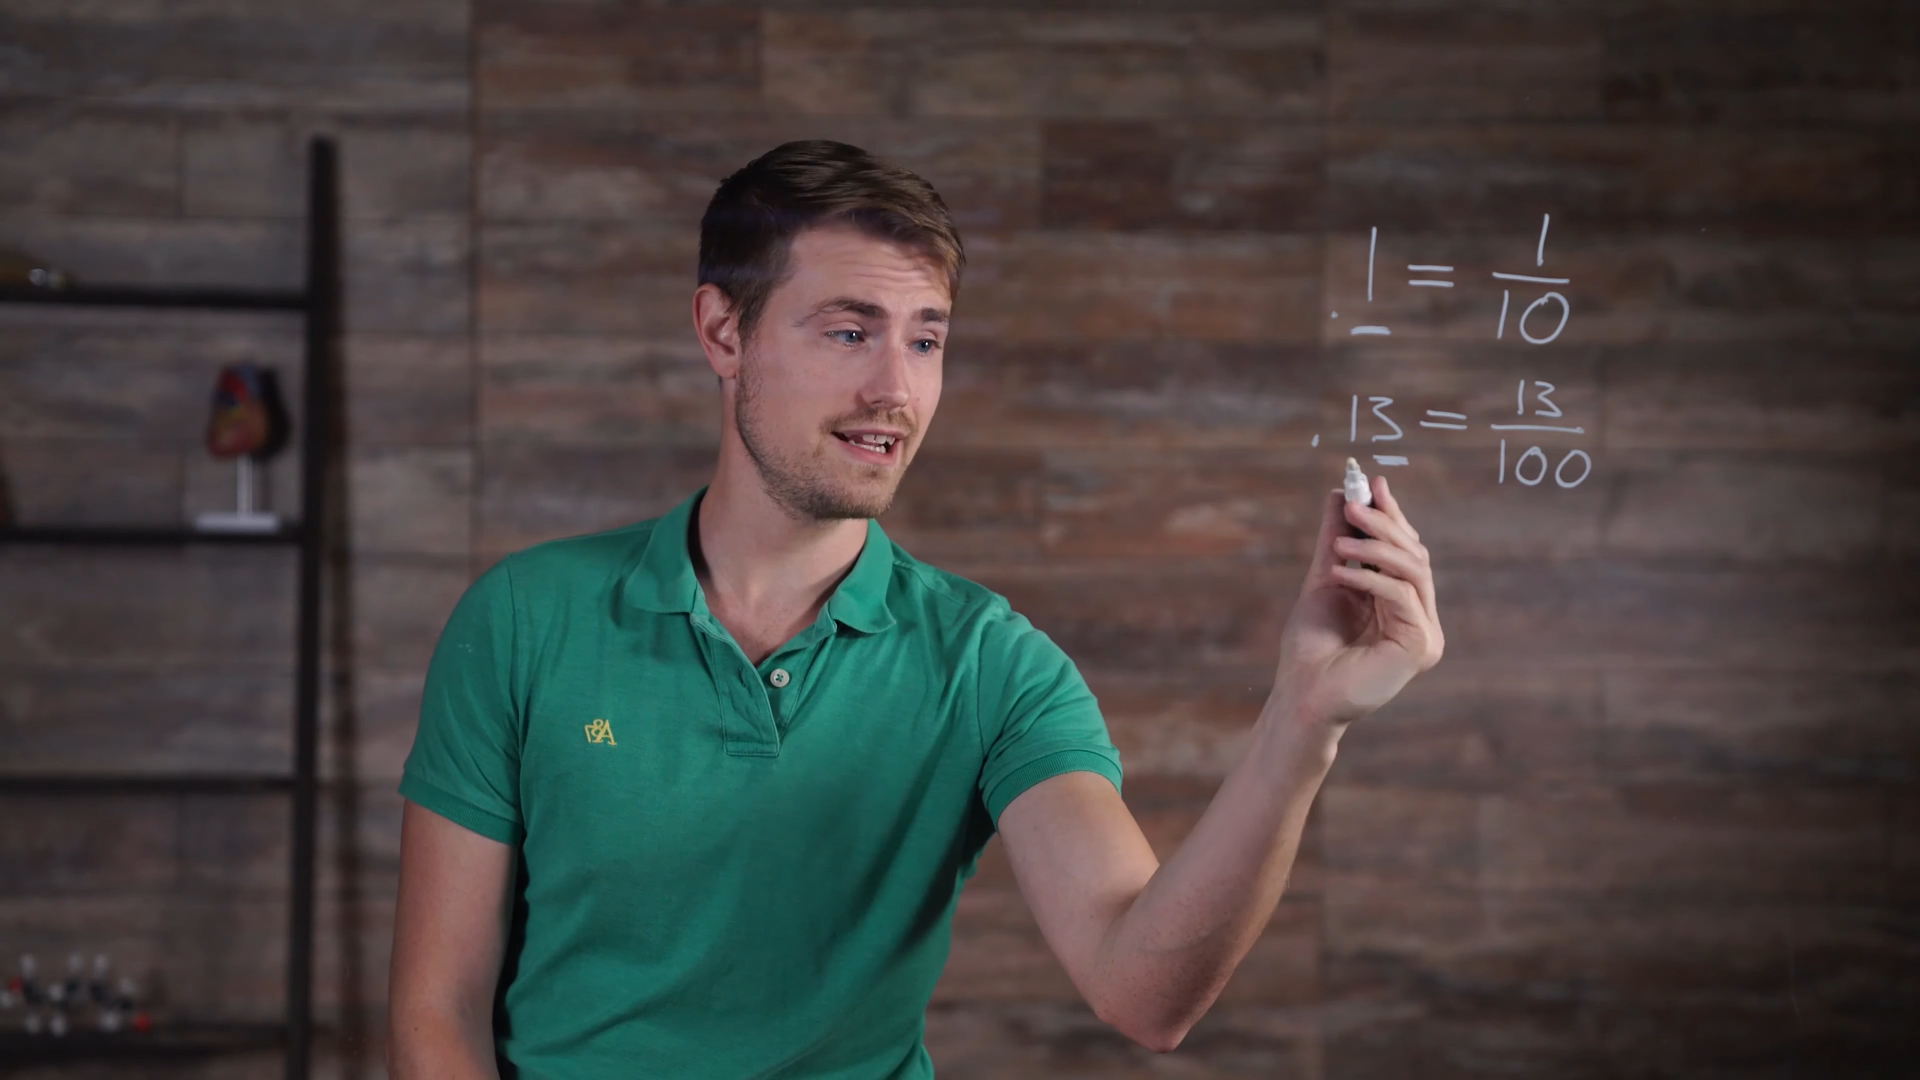 .1 = 1/10
.13 = 13/100